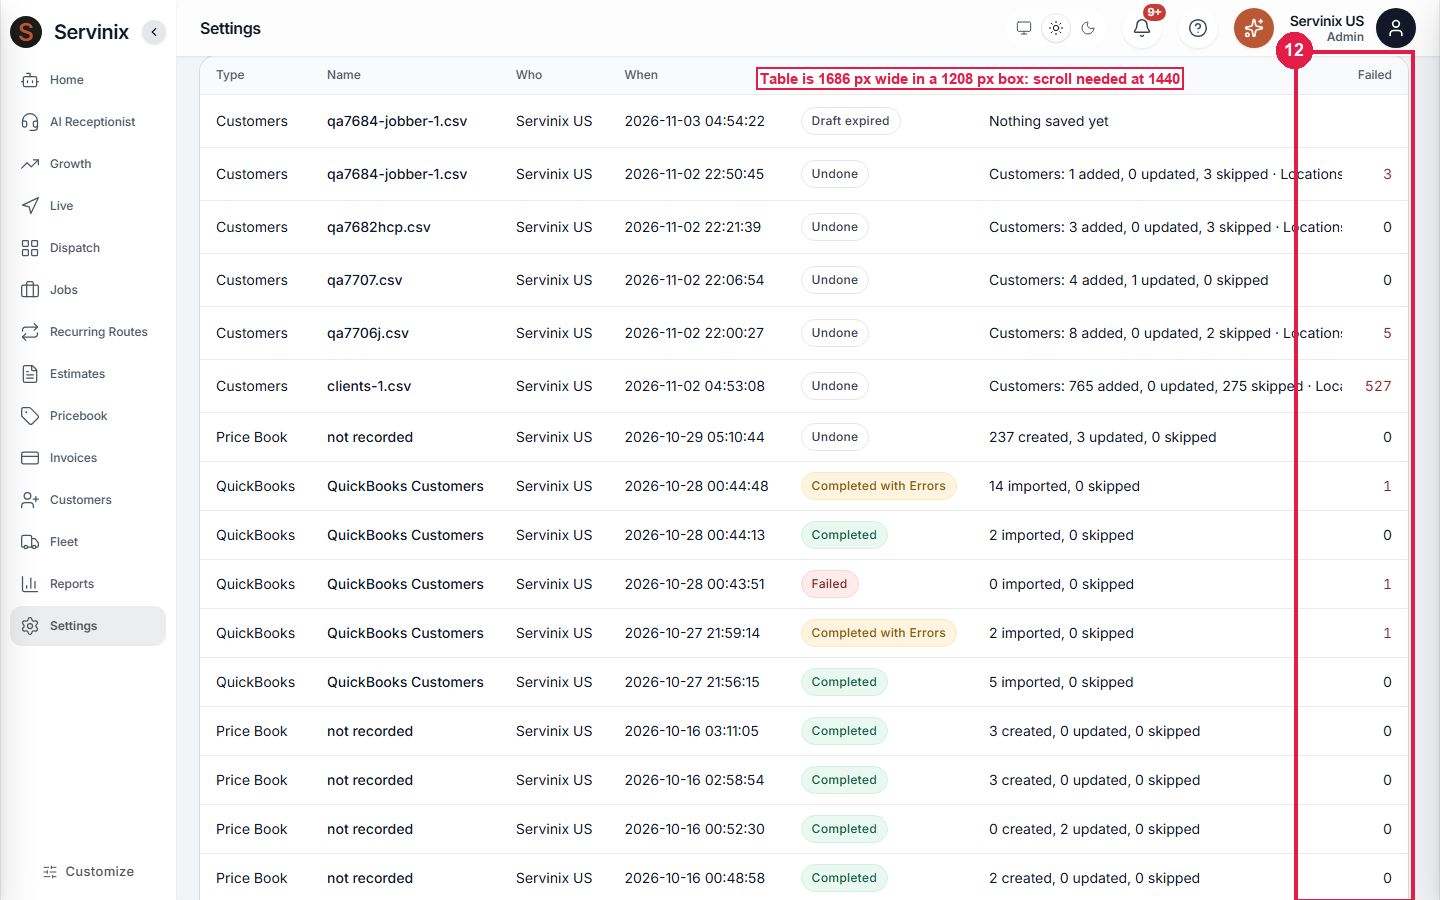 Servinix
Settings
9+
Servinix US
Admin
12
Home
AI Receptionist
Growth
Live
Dispatch
Jobs
Recurring Routes
Estimates
Pricebook
Invoices
Customers
Fleet
Reports
Settings
Customize
Type Name Who When Failed
Table is 1686 px wide in a 1208 px box: scroll needed at 1440
Customers qa7684-jobber-1.csv Servinix US 2026-11-03 04:54:22 Draft expired Nothing saved yet
Customers qa7684-jobber-1.csv Servinix US 2026-11-02 22:50:45 Undone Customers: 1 added, 0 updated, 3 skipped · Locations 3
Customers qa7682hcp.csv Servinix US 2026-11-02 22:21:39 Undone Customers: 3 added, 0 updated, 3 skipped · Locations 0
Customers qa7707.csv Servinix US 2026-11-02 22:06:54 Undone Customers: 4 added, 1 updated, 0 skipped 0
Customers qa7706j.csv Servinix US 2026-11-02 22:00:27 Undone Customers: 8 added, 0 updated, 2 skipped · Locations 5
Customers clients-1.csv Servinix US 2026-11-02 04:53:08 Undone Customers: 765 added, 0 updated, 275 skipped · Loca 527
Price Book not recorded Servinix US 2026-10-29 05:10:44 Undone 237 created, 3 updated, 0 skipped 0
QuickBooks QuickBooks Customers Servinix US 2026-10-28 00:44:48 Completed with Errors 14 imported, 0 skipped 1
QuickBooks QuickBooks Customers Servinix US 2026-10-28 00:44:13 Completed 2 imported, 0 skipped 0
QuickBooks QuickBooks Customers Servinix US 2026-10-28 00:43:51 Failed 0 imported, 0 skipped 1
QuickBooks QuickBooks Customers Servinix US 2026-10-27 21:59:14 Completed with Errors 2 imported, 0 skipped 1
QuickBooks QuickBooks Customers Servinix US 2026-10-27 21:56:15 Completed 5 imported, 0 skipped 0
Price Book not recorded Servinix US 2026-10-16 03:11:05 Completed 3 created, 0 updated, 0 skipped 0
Price Book not recorded Servinix US 2026-10-16 02:58:54 Completed 3 created, 0 updated, 0 skipped 0
Price Book not recorded Servinix US 2026-10-16 00:52:30 Completed 0 created, 2 updated, 0 skipped 0
Price Book not recorded Servinix US 2026-10-16 00:48:58 Completed 2 created, 0 updated, 0 skipped 0